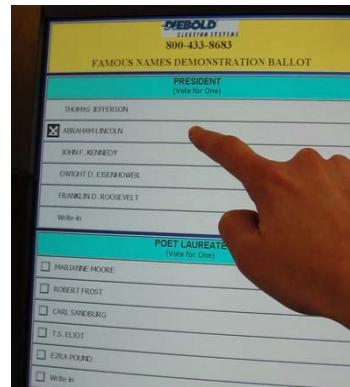 DIEBOLD
ELECTION SYSTEMS
800-433-8683
FAMOUS NAMES DEMONSTRATION BALLOT
PRESIDENT
(Vote for One)
THOMAS JEFFERSON
ABRAHAM LINCOLN
JOHN F. KENNEDY
DWIGHT D. EISENHOWER
FRANKLIN D. ROOSEVELT
Write-in
POET LAUREATE
(Vote for One)
MARIANNE MOORE
ROBERT FROST
CARL SANDBURG
T.S. ELIOT
EZRA POUND
Write-in